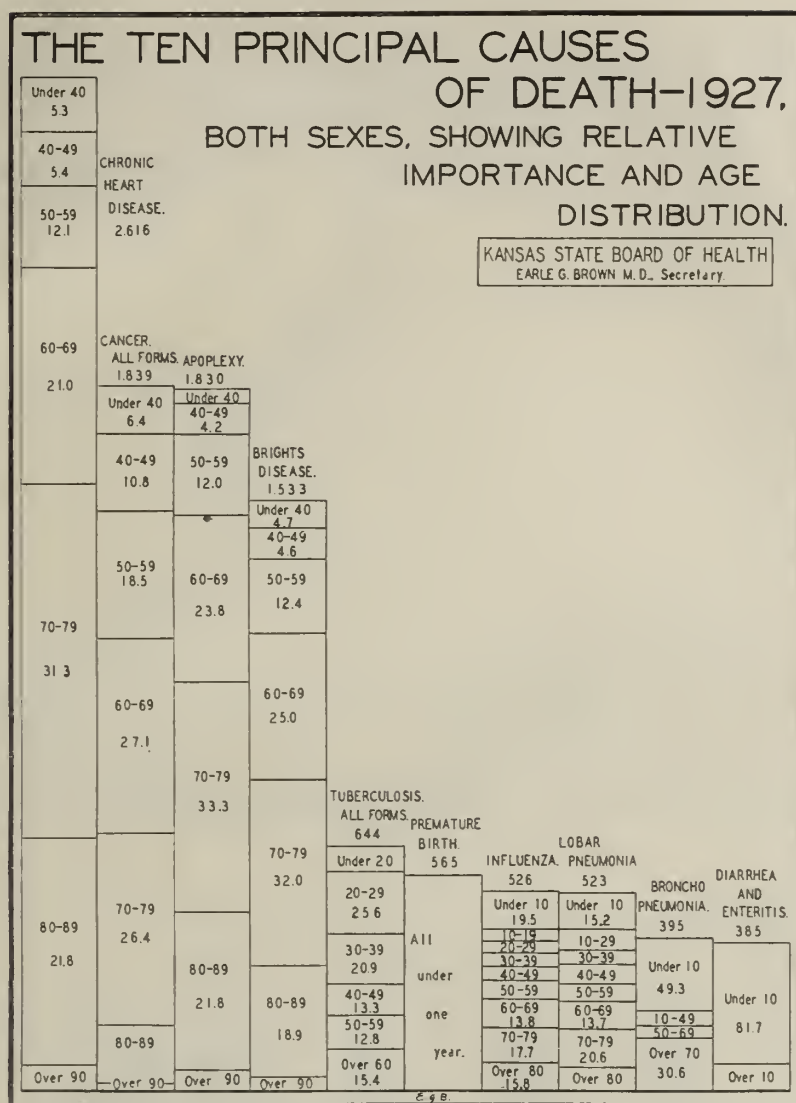 THE TEN PRINCIPAL CAUSES
OF DEATH-1927,
BOTH SEXES, SHOWING RELATIVE
IMPORTANCE AND AGE
DISTRIBUTION.
KANSAS STATE BOARD OF HEALTH
EARLE G. BROWN M.D., Secretary.
CHRONIC
HEART
DISEASE.
2.616
Under 40
5.3
40-49
5.4
50-59
12.1
60-69
21.0
70-79
31.3
80-89
21.8
Over 90
CANCER.
ALL FORMS.
1.839
Under 40
6.4
40-49
10.8
50-59
18.5
60-69
27.1
70-79
26.4
80-89
Over 90
APOPLEXY.
1.830
Under 40
40-49
4.2
50-59
12.0
60-69
23.8
70-79
33.3
80-89
21.8
Over 90
BRIGHTS
DISEASE.
1.533
Under 40
4.7
40-49
4.6
50-59
12.4
60-69
25.0
70-79
32.0
80-89
18.9
Over 90
TUBERCULOSIS.
ALL FORMS.
644
Under 20
20-29
25.6
30-39
20.9
40-49
13.3
50-59
12.8
Over 60
15.4
PREMATURE
BIRTH.
565
All
under
one
year.
INFLUENZA.
526
Under 10
19.5
10-19
20-29
30-39
40-49
50-59
60-69
13.8
70-79
17.7
Over 80
15.8
LOBAR
PNEUMONIA
523
Under 10
15.2
10-29
30-39
40-49
50-59
60-69
13.7
70-79
20.6
Over 80
BRONCHO
PNEUMONIA.
395
Under 10
49.3
10-49
50-69
Over 70
30.6
DIARRHEA
AND
ENTERITIS.
385
Under 10
81.7
Over 10
E.G.B.